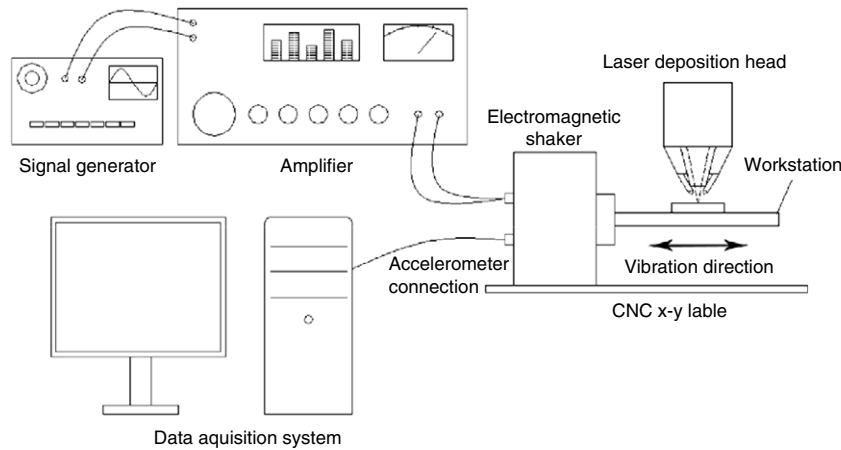 Laser deposition head
Electromagnetic
shaker
Signal generator
Amplifier
Workstation
Accelerometer
connection
Vibration direction
CNC x-y lable
Data aquisition system